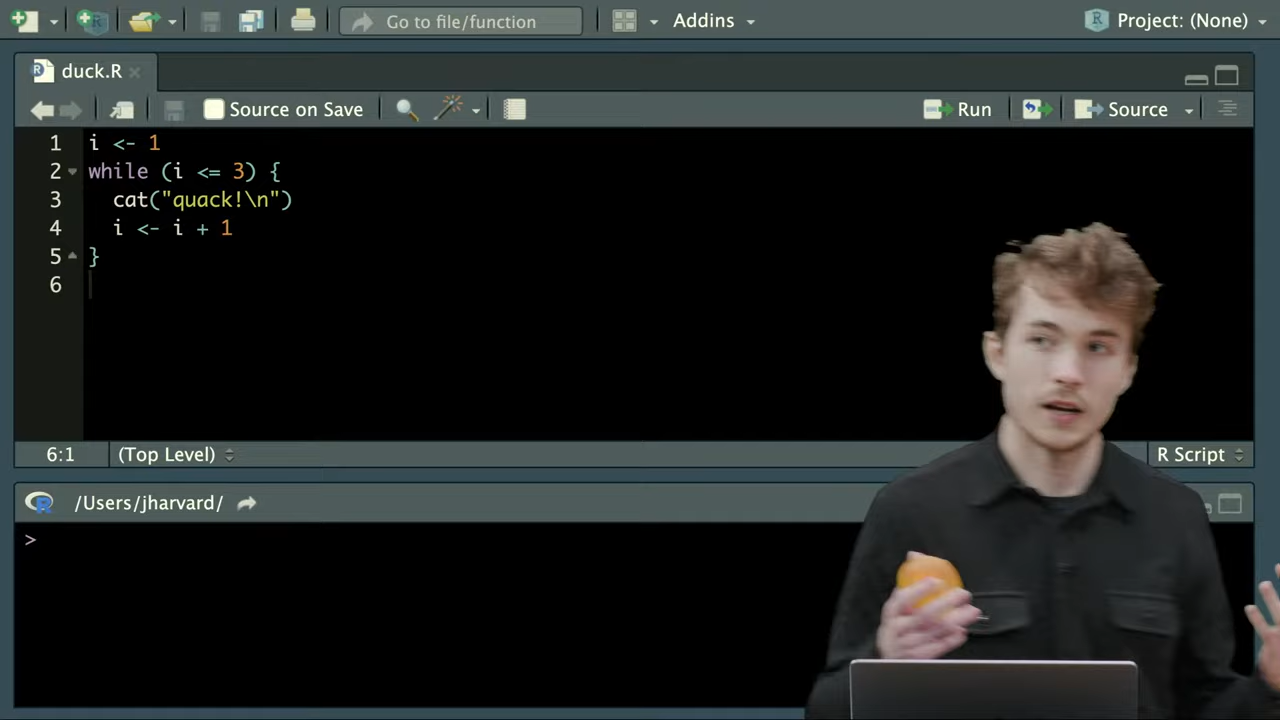 Go to file/function
Addins
Project: (None)
duck.R
Source on Save
Run
Source
1 i <- 1
2 while (i <= 3) {
3   cat("quack!\n")
4   i <- i + 1
5 }
6
6:1
(Top Level)
R Script
/Users/jharvard/
>